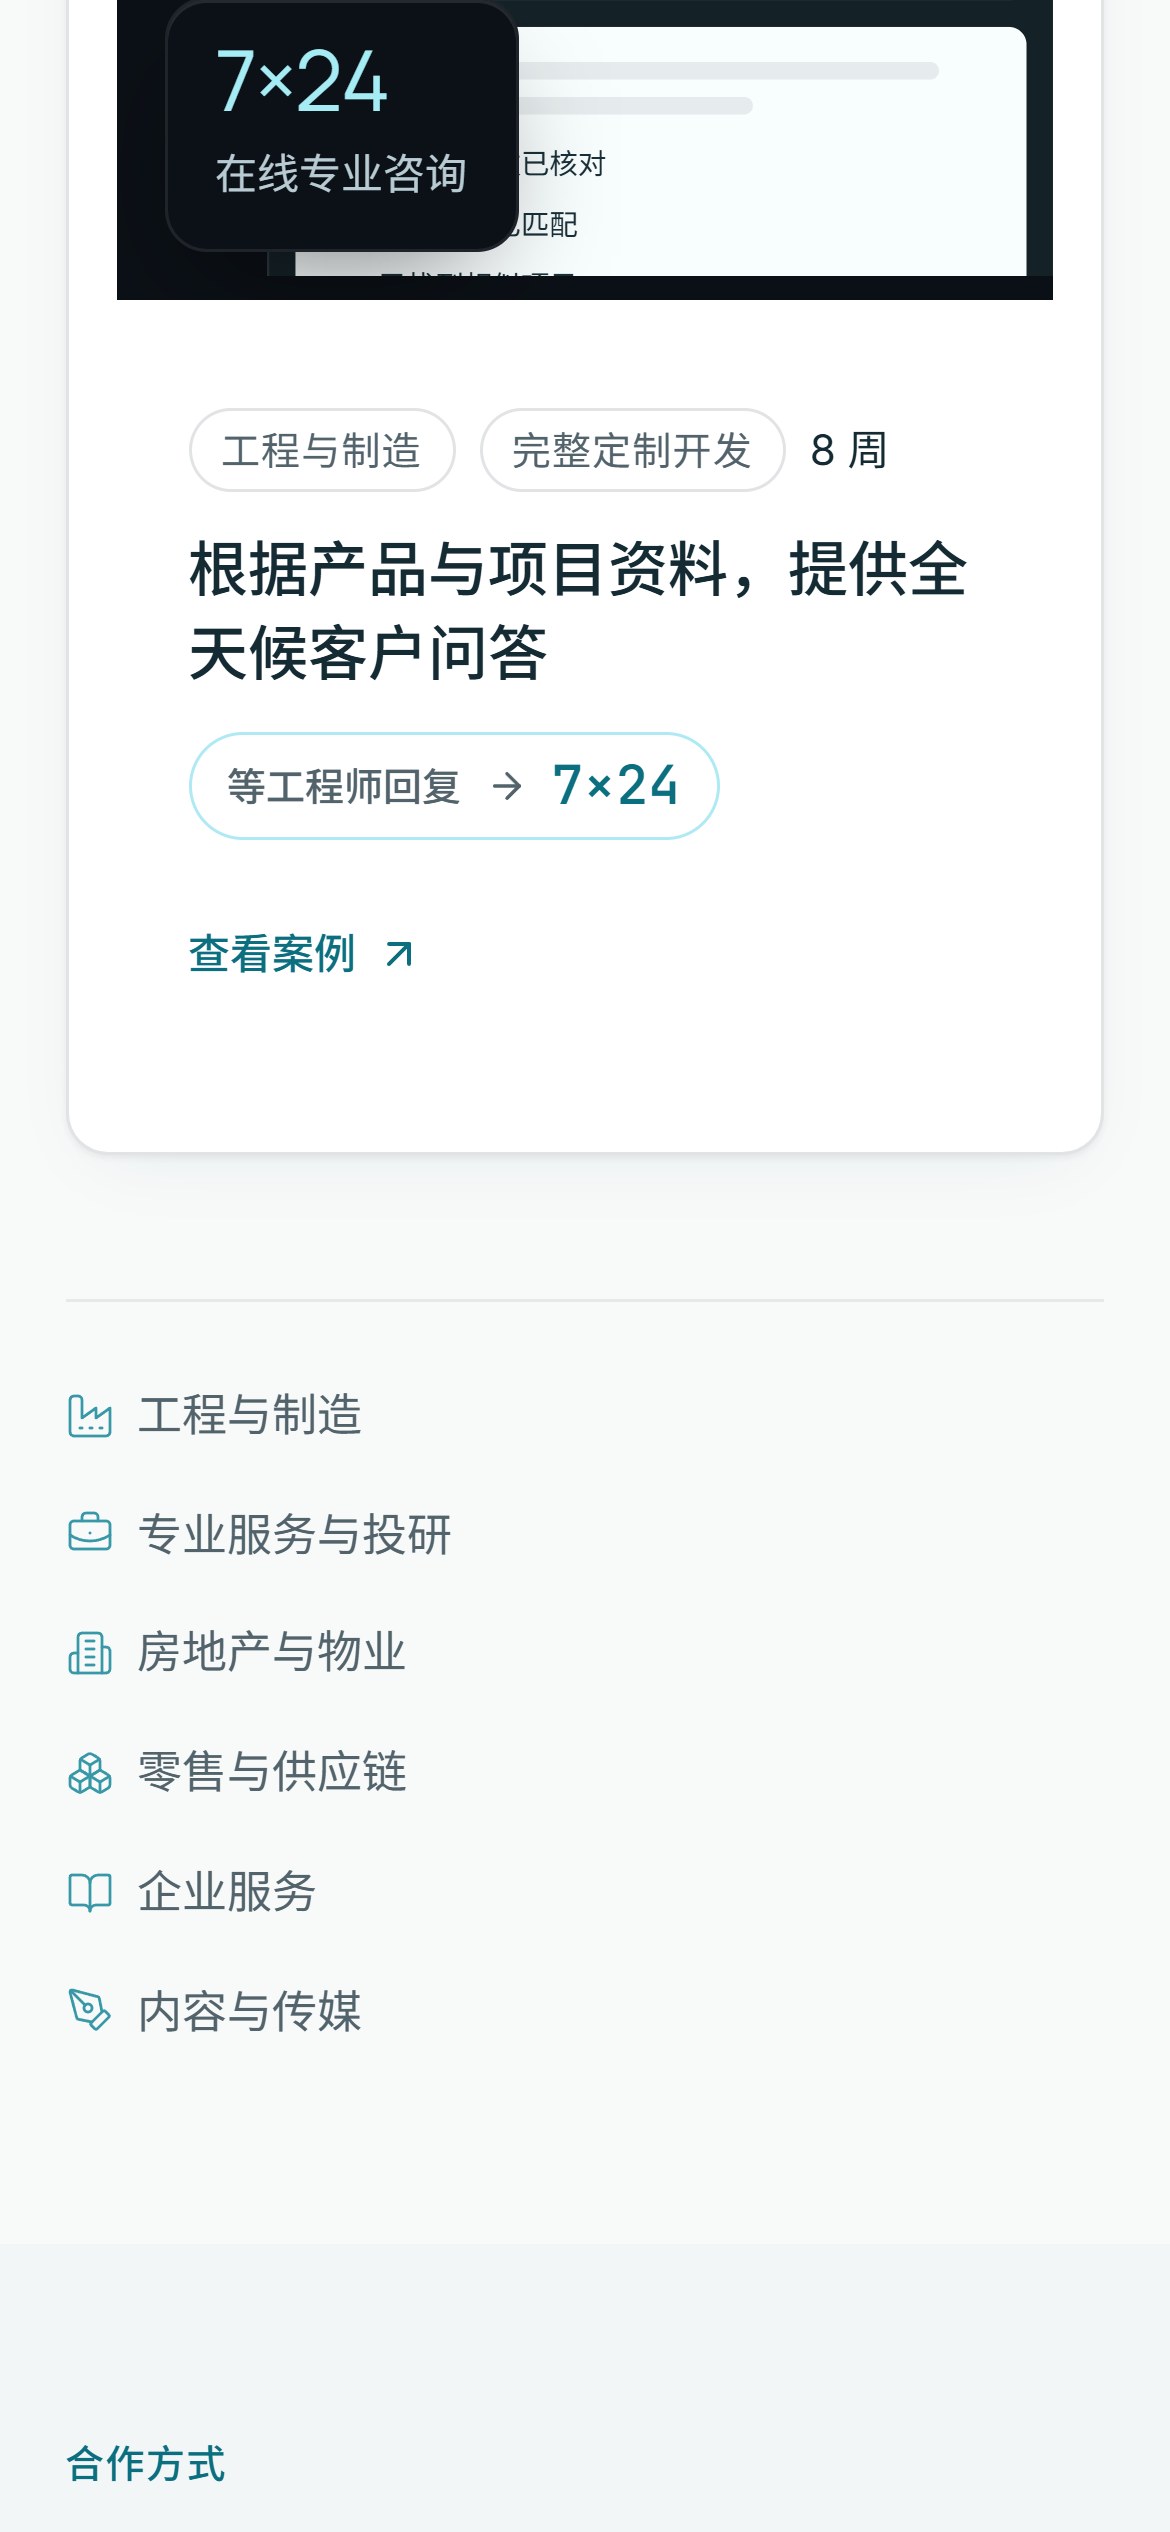 7×24
在线专业咨询
已核对
匹配
工程与制造
完整定制开发
8 周
根据产品与项目资料，提供全
天候客户问答
等工程师回复 → 7×24
查看案例
工程与制造
专业服务与投研
房地产与物业
零售与供应链
企业服务
内容与传媒
合作方式